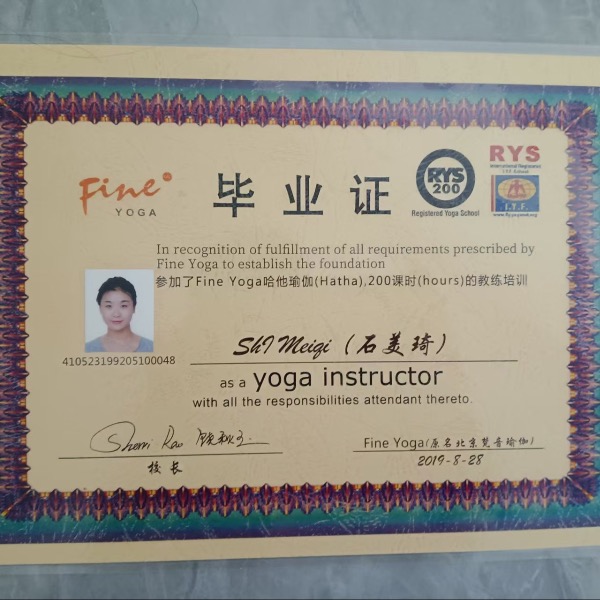 Fine
YOGA
毕业证
RYS
200
Registered Yoga School
RYS
I.Y.F.
In recognition of fulfillment of all requirements prescribed by
Fine Yoga to establish the foundation
参加了Fine Yoga哈他瑜伽(Hatha),200课时(hours)的教练培训
410523199205100048
ShI Meiqi (石美琦)
as a yoga instructor
with all the responsibilities attendant thereto.
Sherri Rao
校长
Fine Yoga(原名北京梵音瑜伽)
2019-8-28